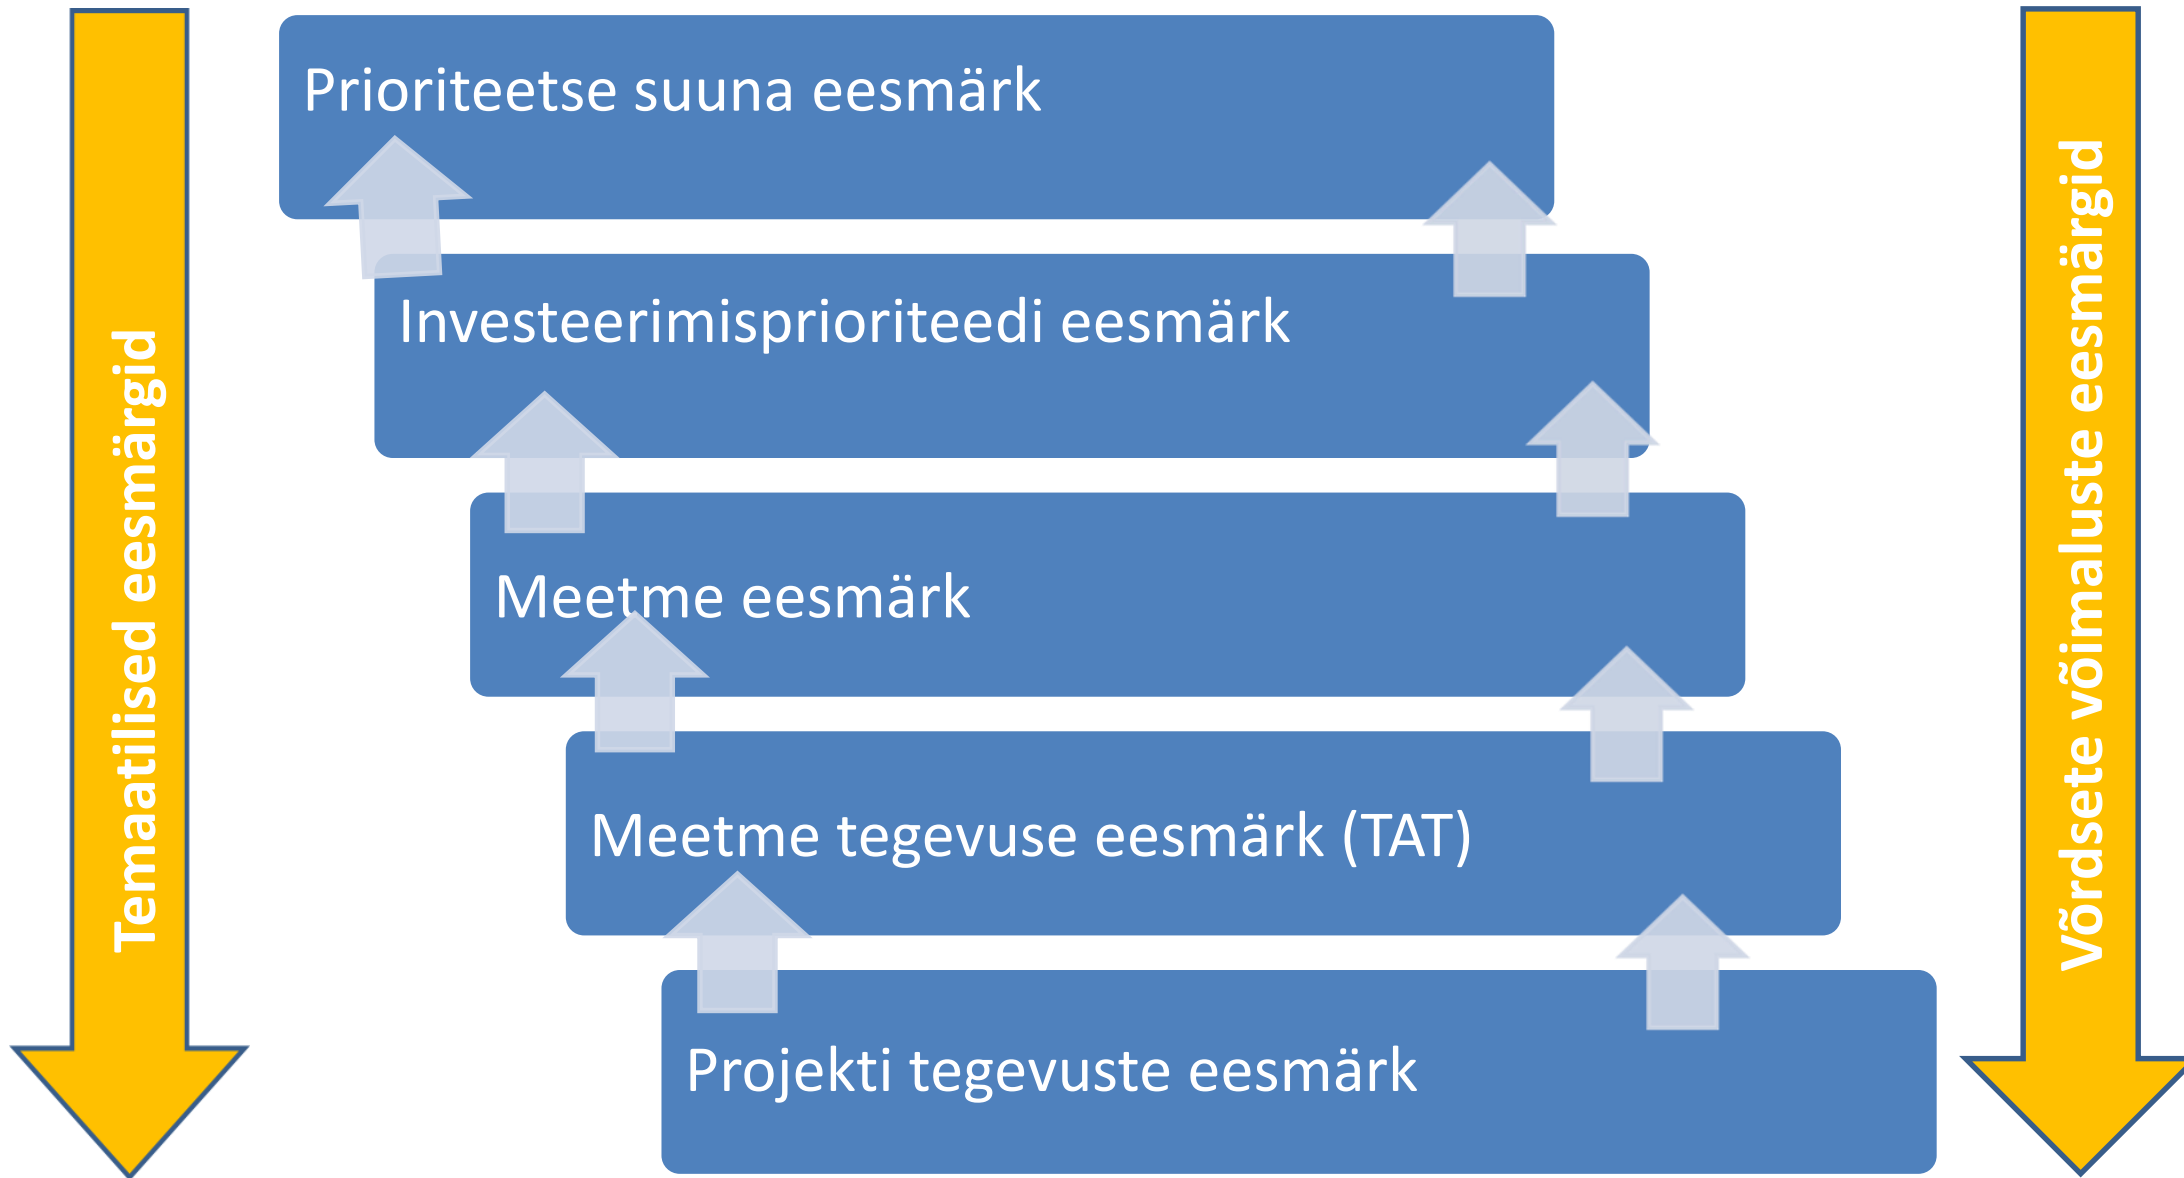 Temaatilised eesmärgid
Prioriteetse suuna eesmärk
Investeerimisprioriteedi eesmärk
Meetme eesmärk
Meetme tegevuse eesmärk (TAT)
Projekti tegevuste eesmärk
Võrdsete võimaluste eesmärgid